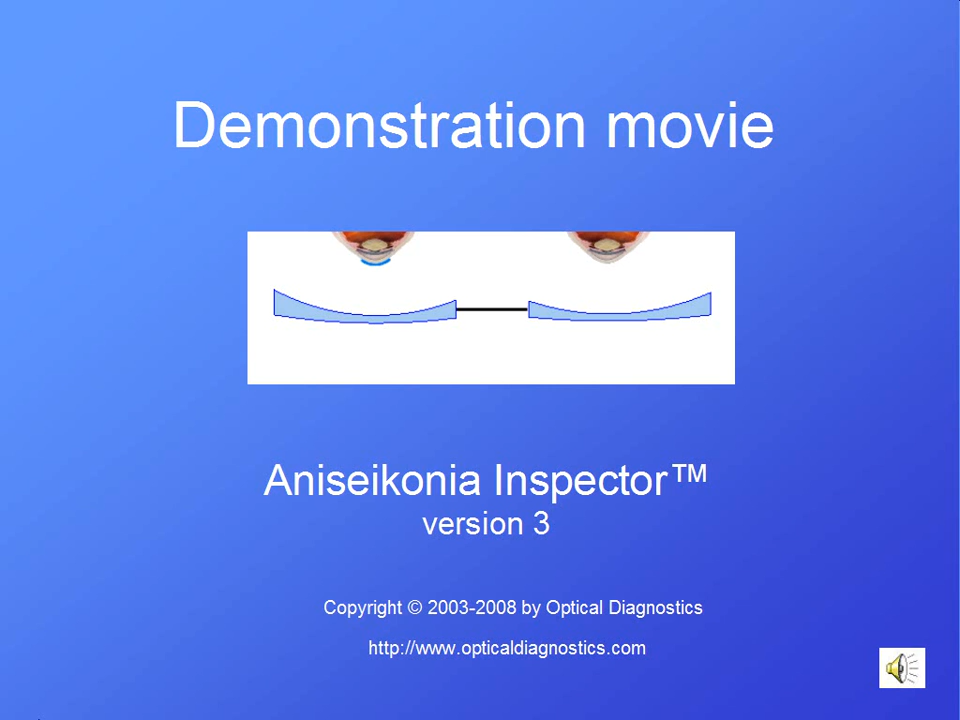 Demonstration movie
Aniseikonia Inspector™
version 3
Copyright © 2003-2008 by Optical Diagnostics
http://www.opticaldiagnostics.com